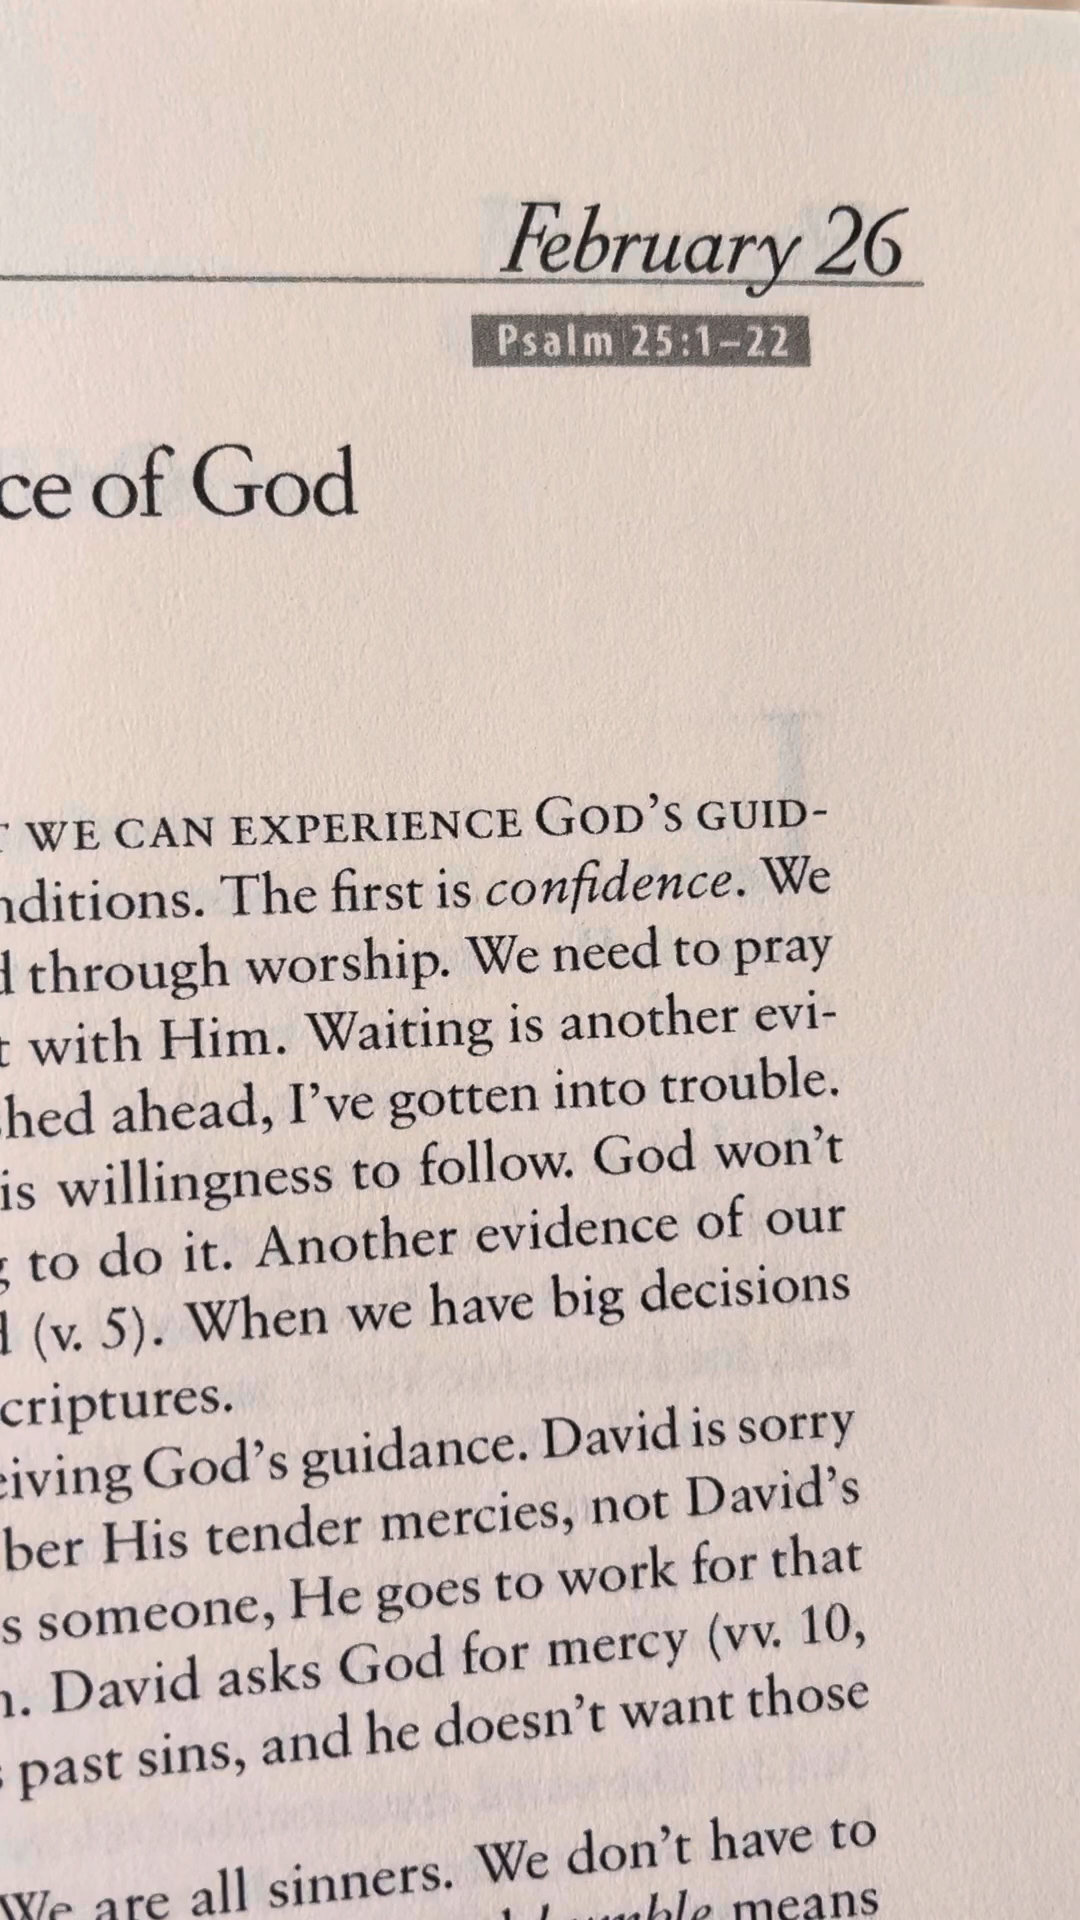 February 26
Psalm 25:1–22
ce of God
WE CAN EXPERIENCE GOD'S GUID-
nditions. The first is confidence. We
d through worship. We need to pray
t with Him. Waiting is another evi-
hed ahead, I've gotten into trouble.
is willingness to follow. God won't
g to do it. Another evidence of our
d (v. 5). When we have big decisions
criptures.
eiving God's guidance. David is sorry
ber His tender mercies, not David's
s someone, He goes to work for that
n. David asks God for mercy (vv. 10,
s past sins, and he doesn't want those
We are all sinners. We don't have to
humble means